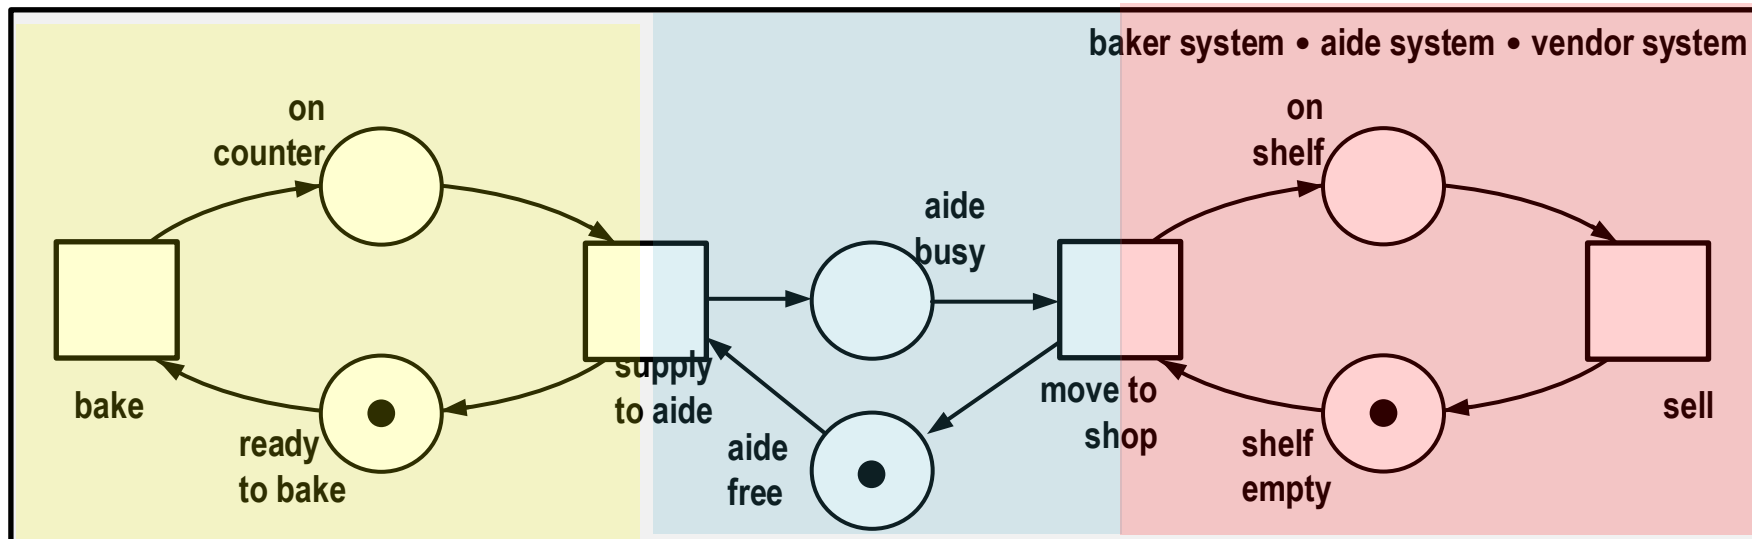 baker system • aide system • vendor system
on
counter
on
shelf
aide
busy
supply
to aide
bake
move to
shop
sell
ready
to bake
aide
free
shelf
empty